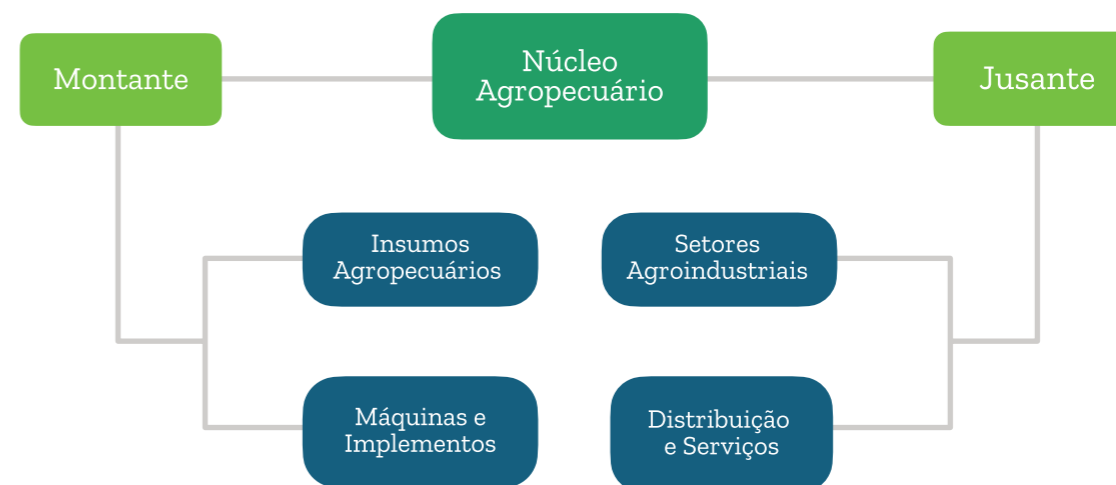 Montante
Núcleo
Agropecuário
Jusante
Insumos
Agropecuários
Setores
Agroindustriais
Máquinas e
Implementos
Distribuição
e Serviços